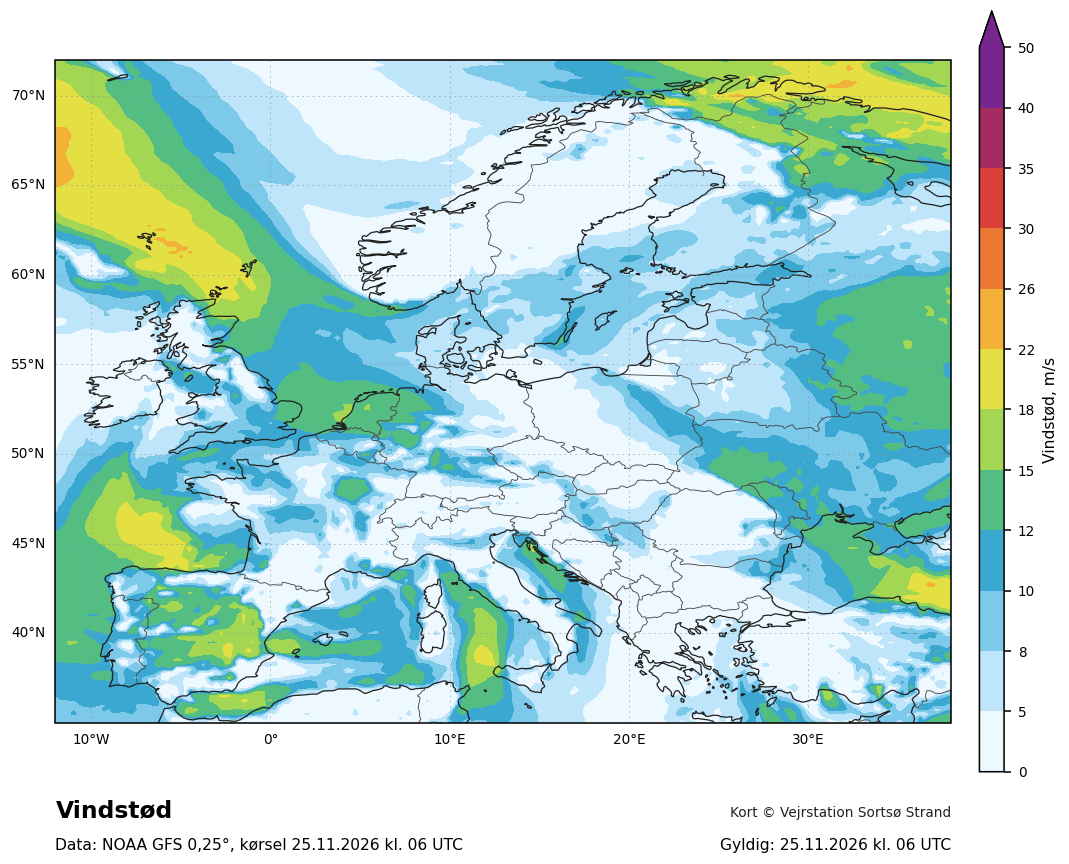 50
40
35
30
26
22
18
15
12
10
8
5
0
Vindstød, m/s
70°N
65°N
60°N
55°N
50°N
45°N
40°N
10°W
0°
10°E
20°E
30°E
Vindstød
Kort © Vejrstation Sortsø Strand
Data: NOAA GFS 0,25°, kørsel 25.11.2026 kl. 06 UTC
Gyldig: 25.11.2026 kl. 06 UTC